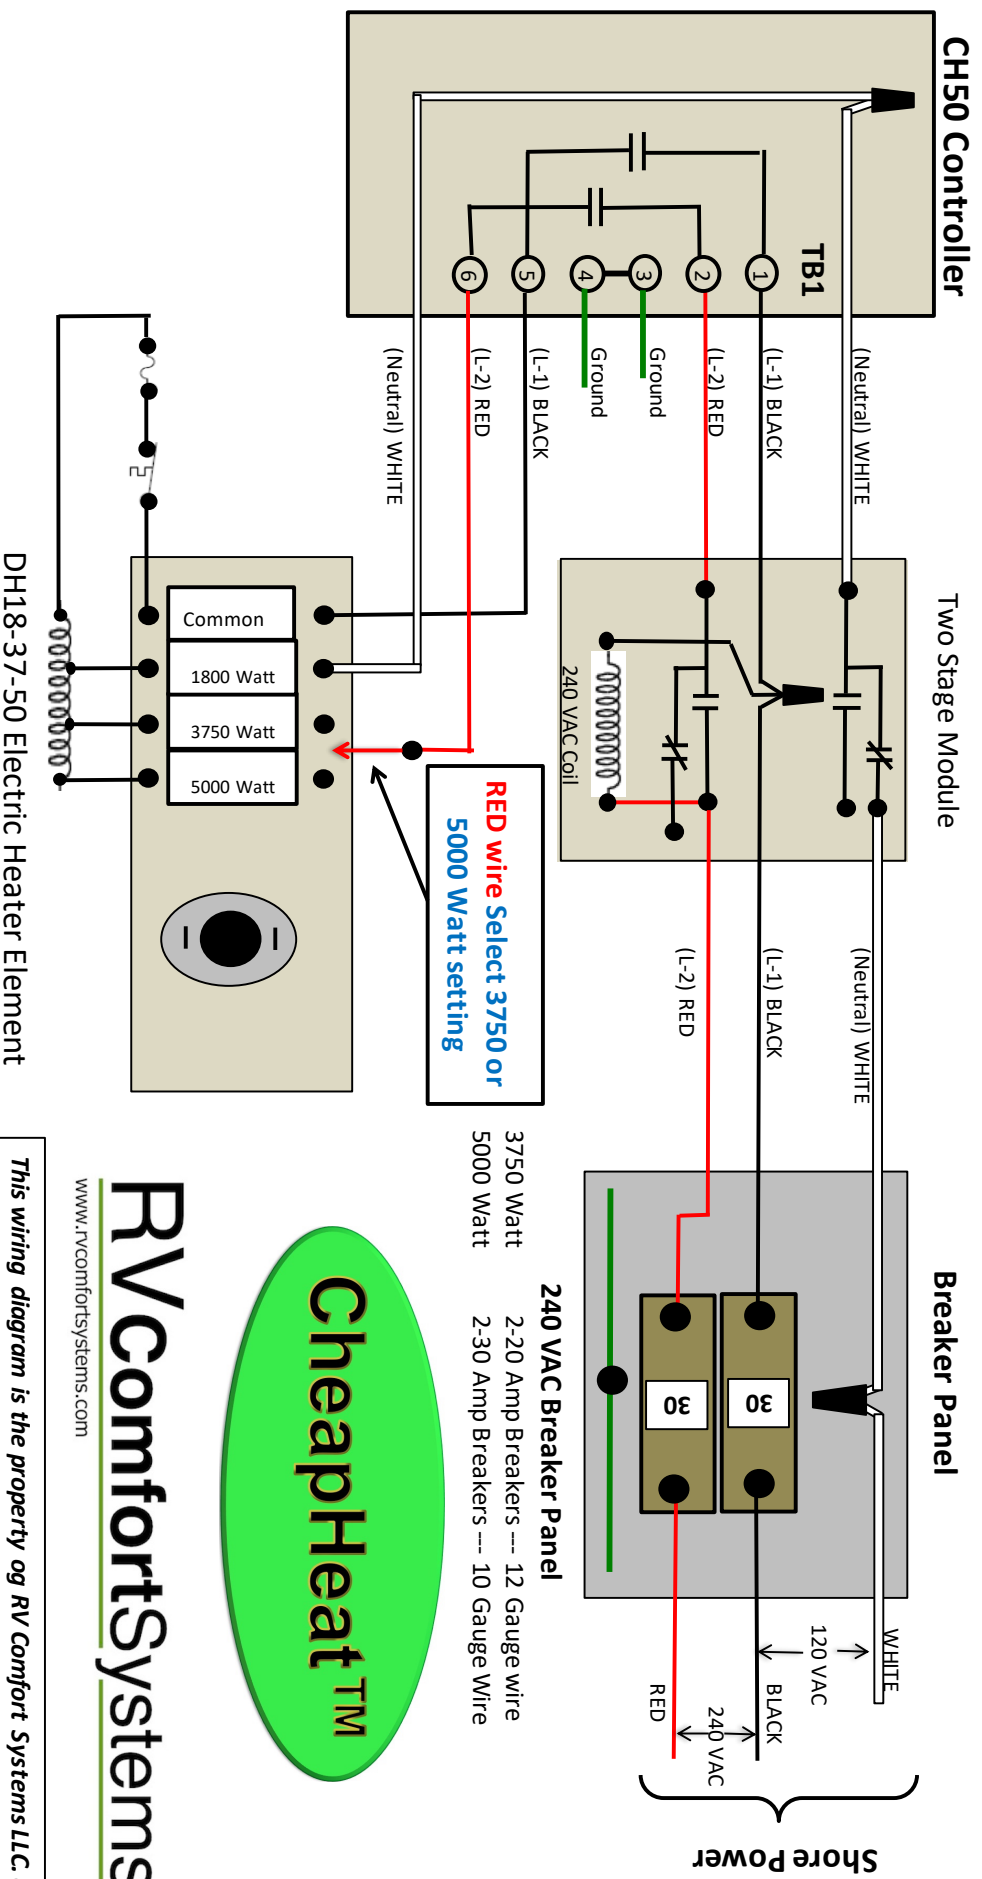 CH50 Controller
TB1
1
2
3
4
5
6
(Neutral) WHITE
(L-1) BLACK
(L-2) RED
Ground
Ground
(L-1) BLACK
(L-2) RED
(Neutral) WHITE
Two Stage Module
240 VAC Coil
(Neutral) WHITE
(L-1) BLACK
(L-2) RED
Breaker Panel
30
30
WHITE
120 VAC
BLACK
240 VAC
RED
Shore Power
RED wire Select 3750 or
5000 Watt setting
Common
1800 Watt
3750 Watt
5000 Watt
DH18-37-50 Electric Heater Element
240 VAC Breaker Panel
3750 Watt 2-20 Amp Breakers --- 12 Gauge wire
5000 Watt 2-30 Amp Breakers --- 10 Gauge Wire
CheapHeat™
RVcomfortSystems
www.rvcomfortsystems.com
This wiring diagram is the property og RV Comfort Systems LLC.